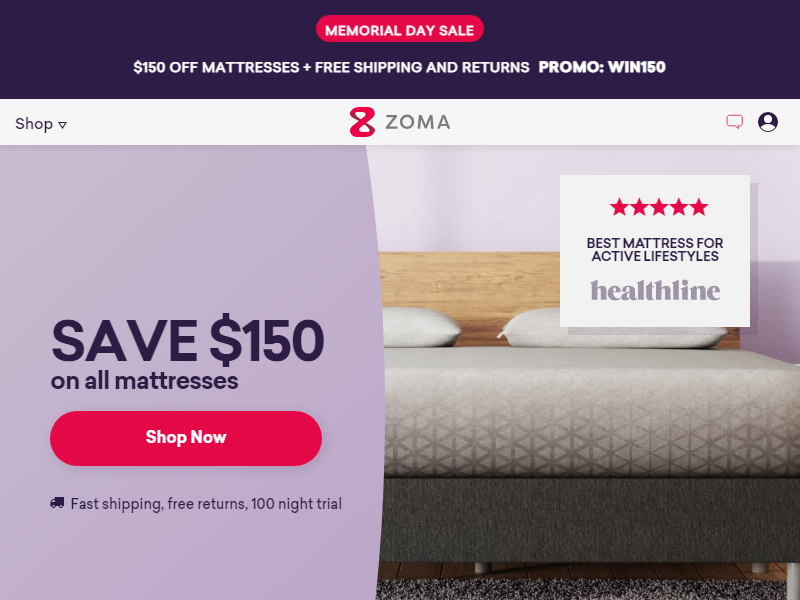 MEMORIAL DAY SALE
$150 OFF MATTRESSES + FREE SHIPPING AND RETURNS PROMO: WIN150
Shop
ZOMA
BEST MATTRESS FOR
ACTIVE LIFESTYLES
healthline
SAVE $150
on all mattresses
Shop Now
Fast shipping, free returns, 100 night trial